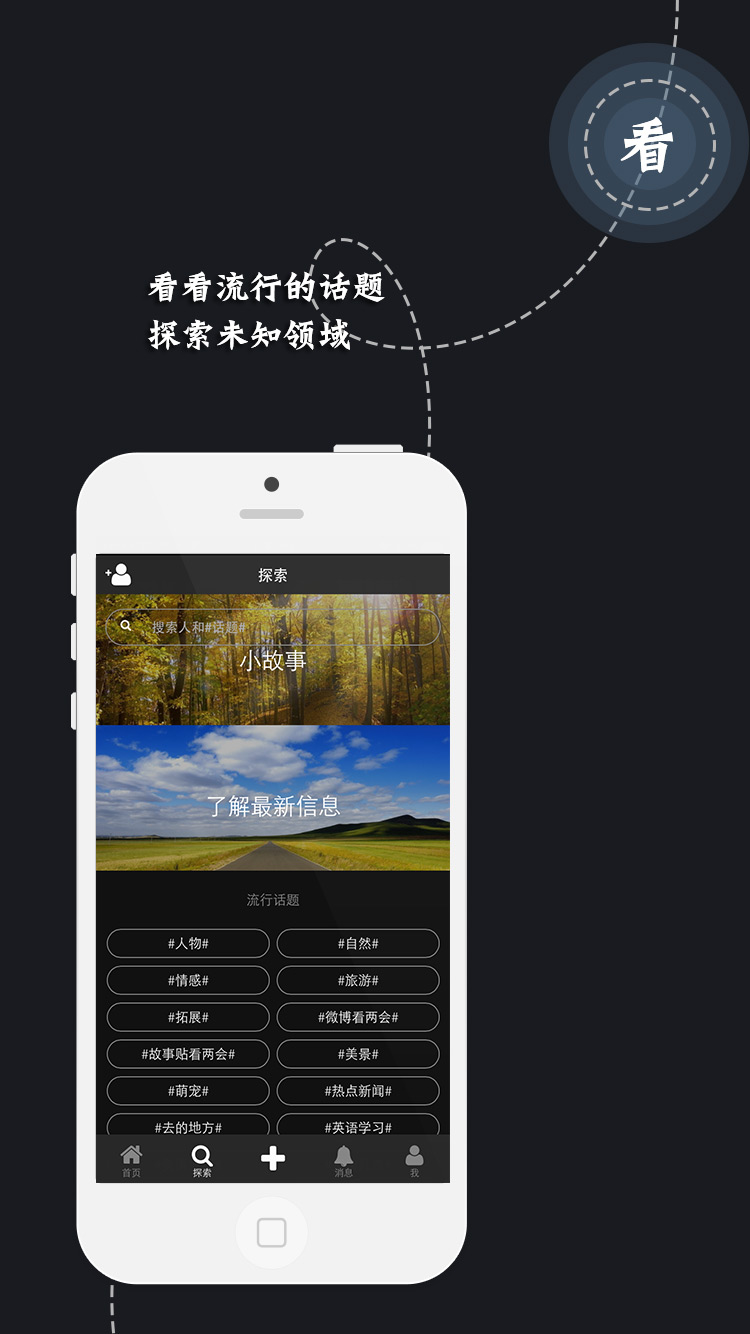 看
看看流行的话题
探索未知领域
探索
搜索人和#话题#
小故事
了解最新信息
流行话题
#人物#
#自然#
#情感#
#旅游#
#拓展#
#微博看两会#
#故事贴看两会#
#美景#
#萌宠#
#热点新闻#
#去的地方#
#英语学习#
首页
探索
消息
我